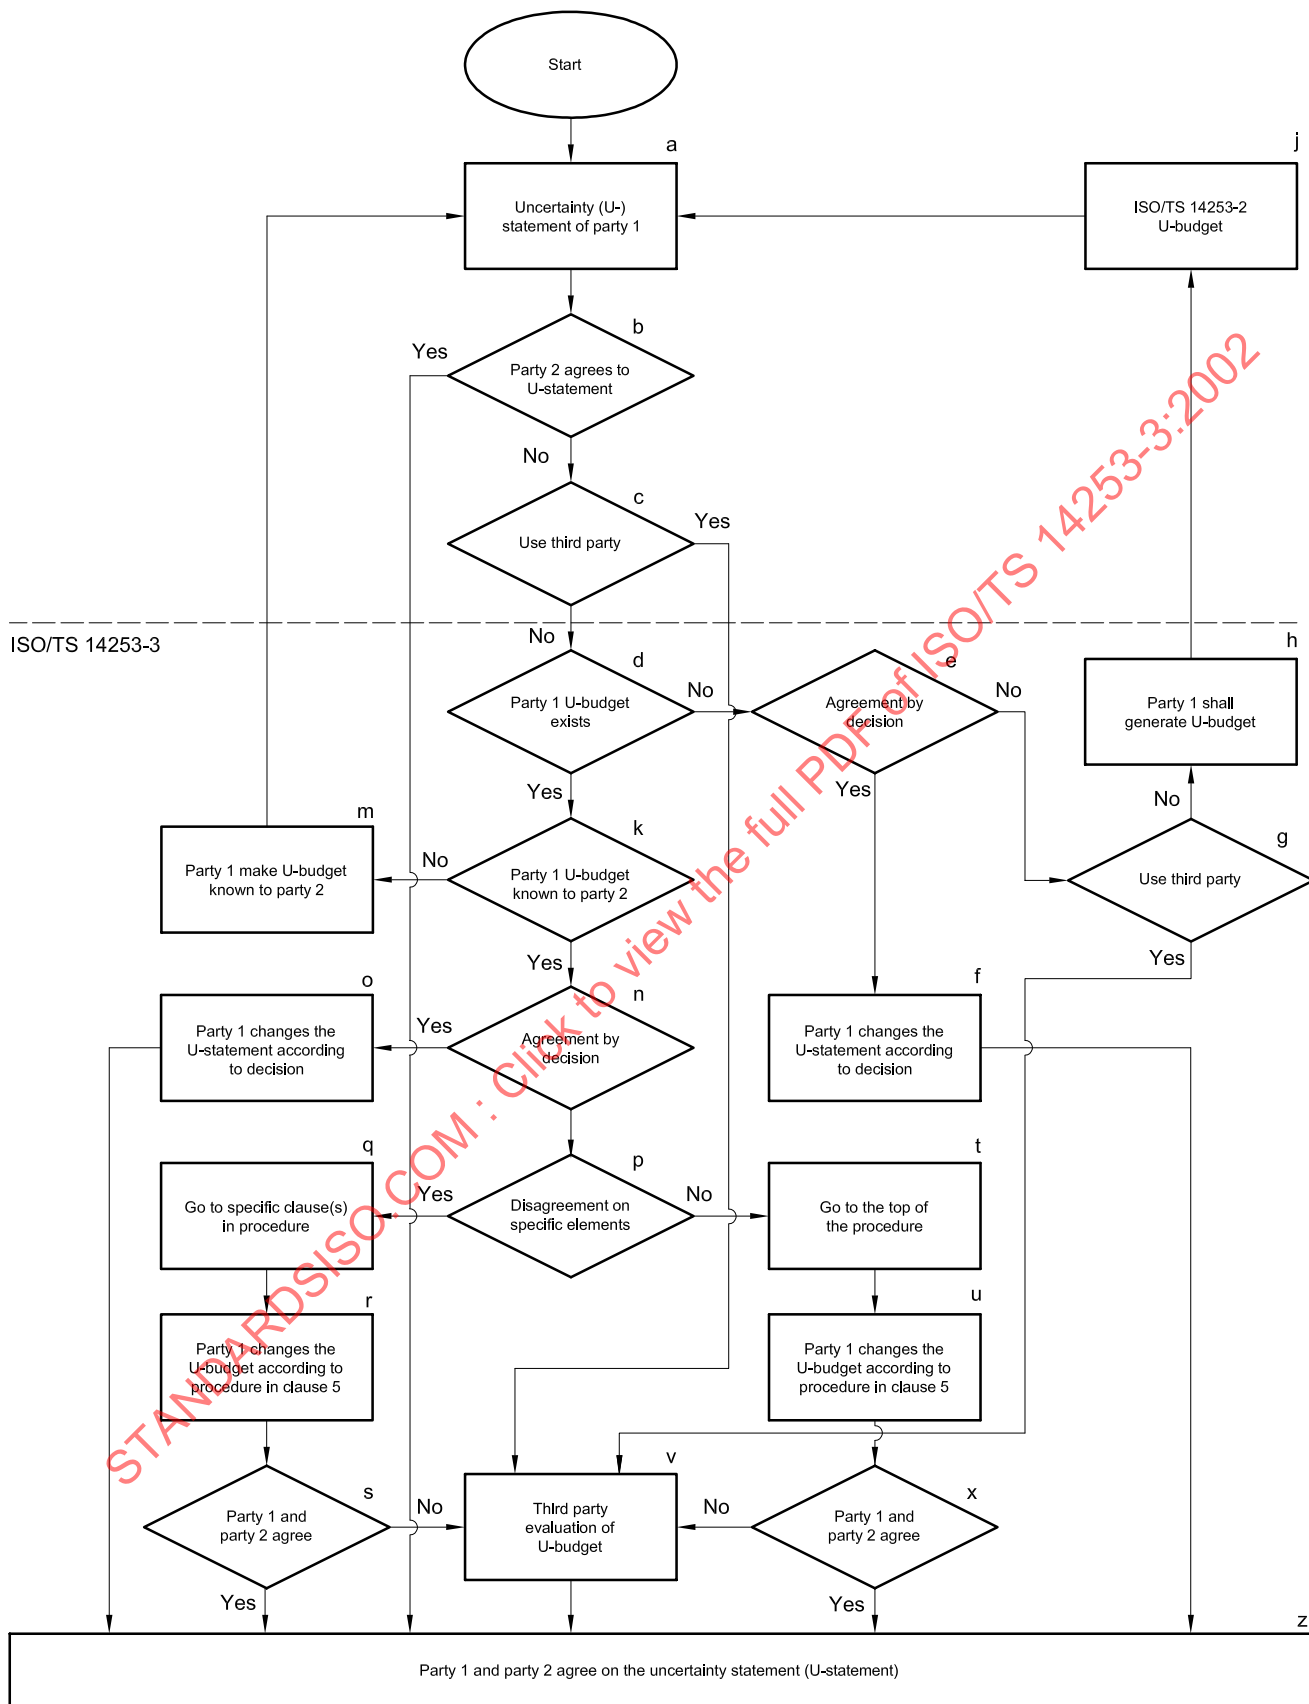 Start
a
j
Uncertainty (U-)
statement of party 1
ISO/TS 14253-2
U-budget
b
Yes
Party 2 agrees to
U-statement
No
c
Yes
Use third party
ISO/TS 14253-3
No
d
e
h
No
No
Party 1 U-budget
exists
Agreement by
decision
Party 1 shall
generate U-budget
Yes
Yes
No
m
k
g
No
Party 1 make U-budget
known to party 2
Party 1 U-budget
known to party 2
Use third party
Yes
Yes
o
n
f
Yes
Party 1 changes the
U-statement according
to decision
Agreement by
decision
Party 1 changes the
U-statement according
to decision
q
p
t
Yes
No
Go to specific clause(s)
in procedure
Disagreement on
specific elements
Go to the top of
the procedure
r
u
Party 1 changes the
U-budget according to
procedure in clause 5
Party 1 changes the
U-budget according to
procedure in clause 5
s
v
x
No
No
Party 1 and
party 2 agree
Third party
evaluation of
U-budget
Party 1 and
party 2 agree
Yes
Yes
z
Party 1 and party 2 agree on the uncertainty statement (U-statement)
STANDARDSISO.COM : Click to view the full PDF of ISO/TS 14253-3:2002